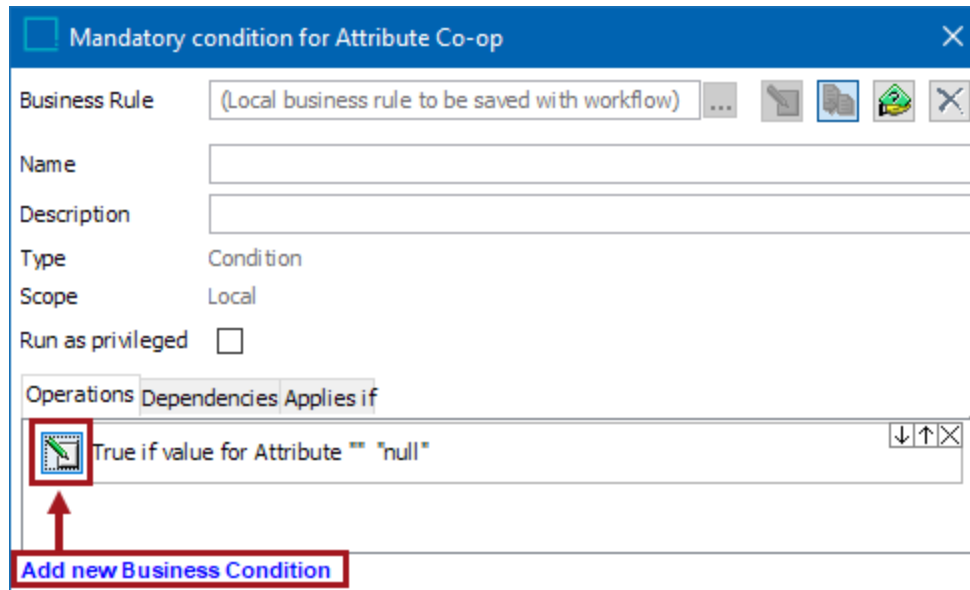 Mandatory condition for Attribute Co-op
Business Rule (Local business rule to be saved with workflow) ...
Name
Description
Type Condition
Scope Local
Run as privileged
Operations Dependencies Applies if
True if value for Attribute "" "null"
Add new Business Condition